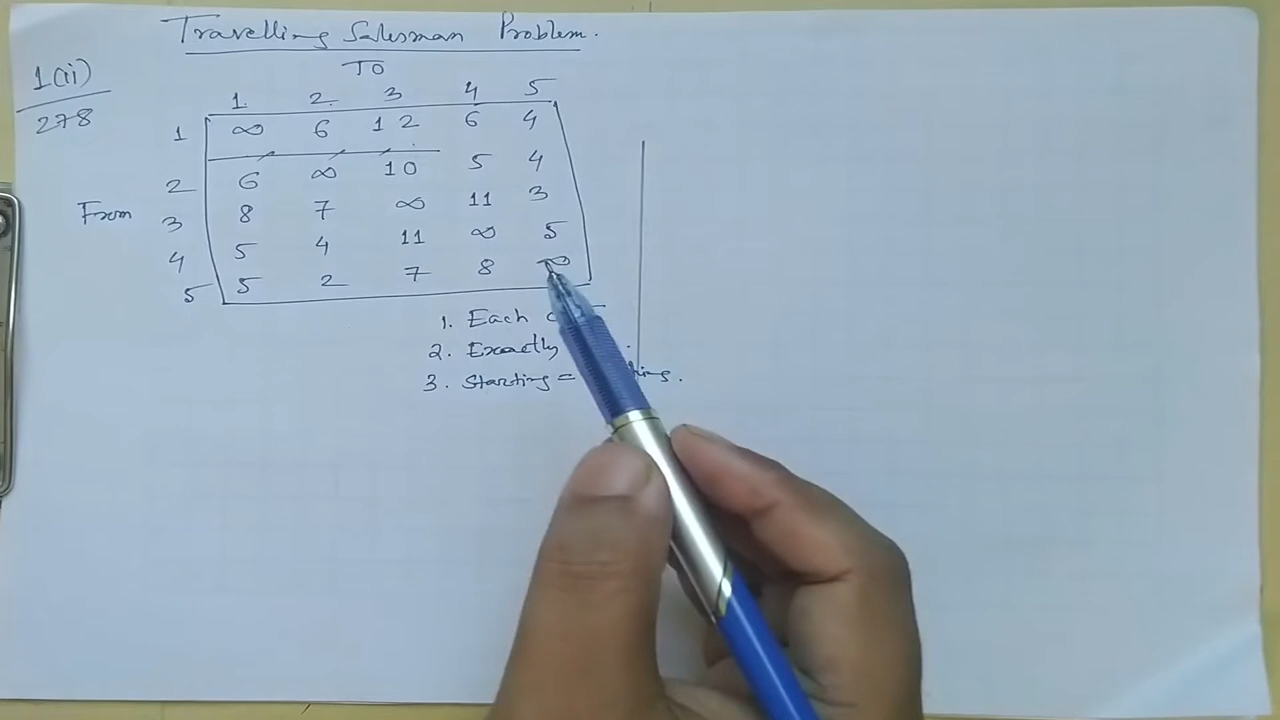 Travelling Salesman Problem.
1(ii)
278
TO
1. 2. 3 4 5
1 ∞ 6 12 6 4
2 6 ∞ 10 5 4
From
3 8 7 ∞ 11 3
4 5 4 11 ∞ 5
5 5 2 7 8 ∞
1. Each
2. Exactly
3. Starting =